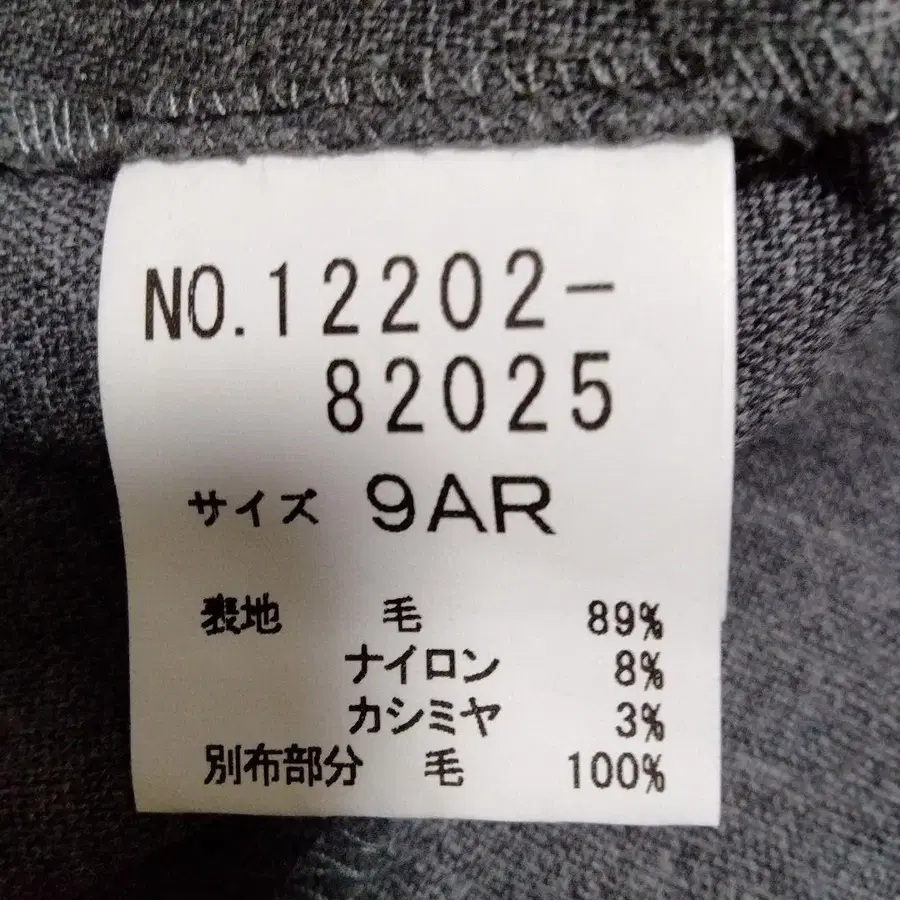 NO.12202-
82025
サイズ 9AR
表地 毛 89%
ナイロン 8%
カシミヤ 3%
別布部分 毛 100%